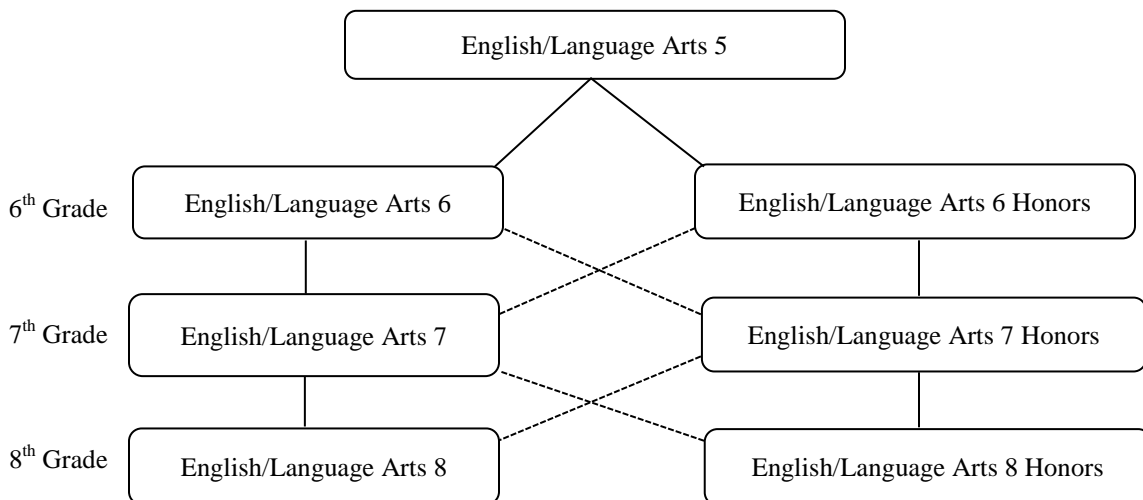 English/Language Arts 5
6th Grade
English/Language Arts 6
English/Language Arts 6 Honors
7th Grade
English/Language Arts 7
English/Language Arts 7 Honors
8th Grade
English/Language Arts 8
English/Language Arts 8 Honors